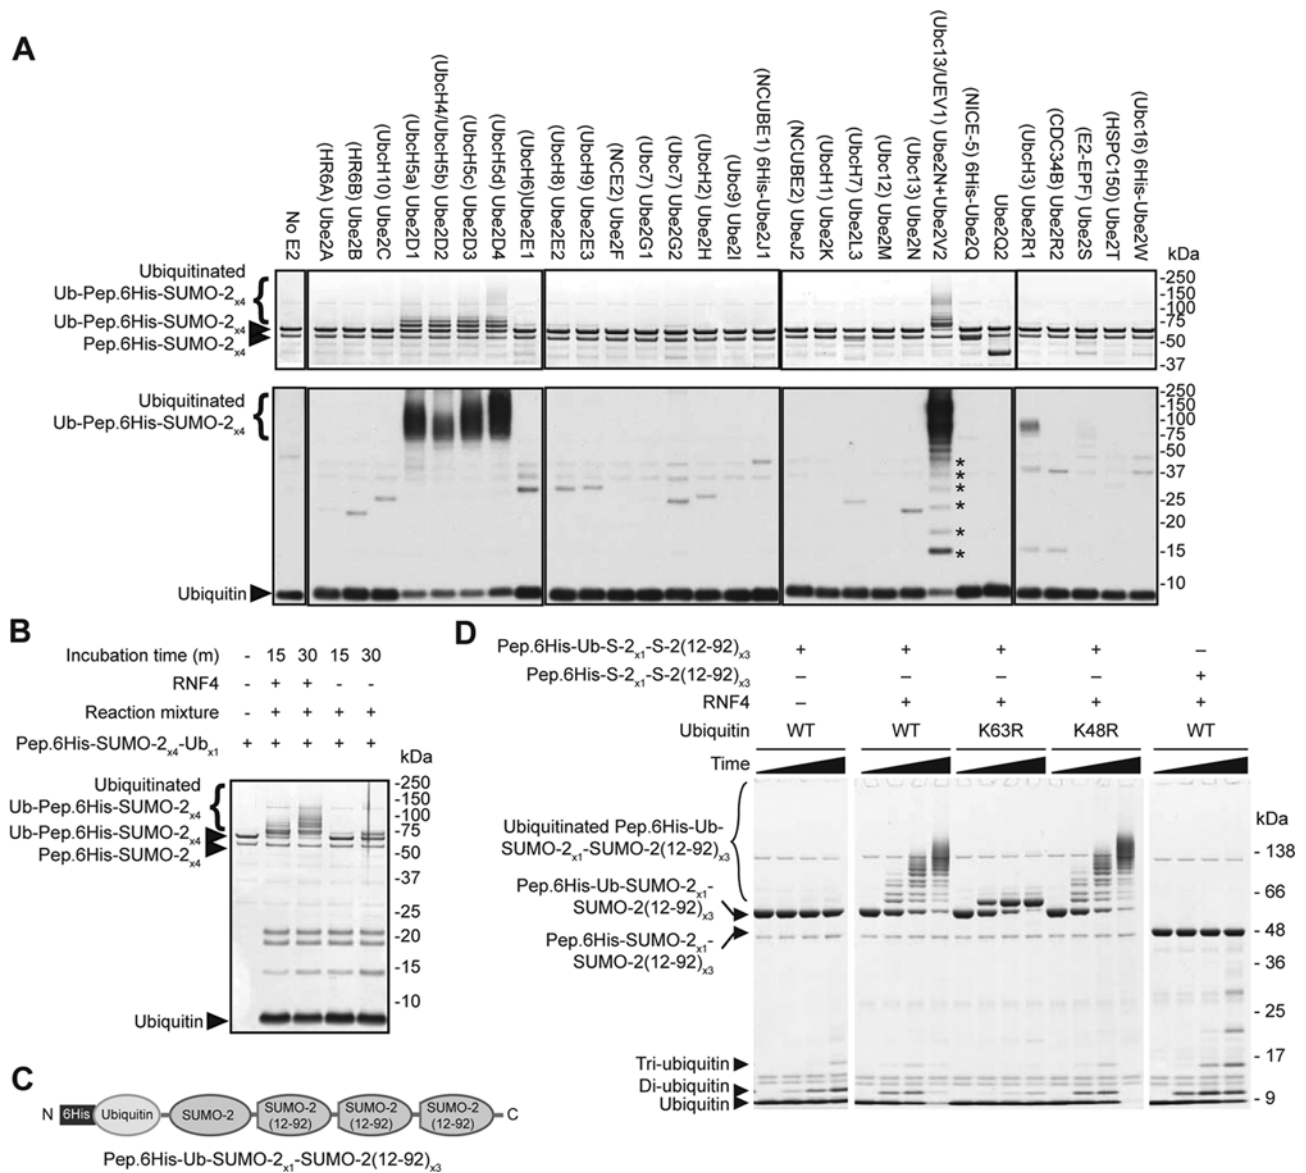 A
No E2
(HR6A) Ube2A
(HR6B) Ube2B
(UbcH10) Ube2C
(UbcH5a) Ube2D1
(UbcH4/UbcH5b) Ube2D2
(UbcH5c) Ube2D3
(UbcH5d) Ube2D4
(UbcH6)Ube2E1
(UbcH8) Ube2E2
(UbcH9) Ube2E3
(NCE2) Ube2F
(Ubc7) Ube2G1
(Ubc7) Ube2G2
(UbcH2) Ube2H
(Ubc9) Ube2I
(NCUBE1) 6His-Ube2J1
(NCUBE2) UbeJ2
(UbcH1) Ube2K
(UbcH7) Ube2L3
(Ubc12) Ube2M
(Ubc13) Ube2N
(Ubc13/UEV1) Ube2N+Ube2V2
(NICE-5) 6His-Ube2Q
Ube2Q2
(UbcH3) Ube2R1
(CDC34B) Ube2R2
(E2-EPF) Ube2S
(HSPC150) Ube2T
(Ubc16) 6His-Ube2W
kDa
Ubiquitinated
Ub-Pep.6His-SUMO-2x4
Ub-Pep.6His-SUMO-2x4
Pep.6His-SUMO-2x4
-250
-150
-100
-75
-50
-37
Ubiquitinated
Ub-Pep.6His-SUMO-2x4
Ubiquitin
-250
-150
-100
-75
-50
-37
-25
-20
-15
-10
*
*
*
*
*
*
B
Incubation time (m) - 15 30 15 30
RNF4 - + + - -
Reaction mixture - + + + +
Pep.6His-SUMO-2x4-Ubx1 + + + + +
kDa
Ubiquitinated
Ub-Pep.6His-SUMO-2x4
Ub-Pep.6His-SUMO-2x4
Pep.6His-SUMO-2x4
Ubiquitin
-250
-150
-100
-75
-50
-37
-25
-20
-15
-10
C
N 6His Ubiquitin SUMO-2 SUMO-2 (12-92) SUMO-2 (12-92) SUMO-2 (12-92) C
Pep.6His-Ub-SUMO-2x1-SUMO-2(12-92)x3
D
Pep.6His-Ub-S-2x1-S-2(12-92)x3 + + + + –
Pep.6His-S-2x1-S-2(12-92)x3 – – – – +
RNF4 – + + + +
Ubiquitin WT WT K63R K48R WT
Time
kDa
Ubiquitinated Pep.6His-Ub-
SUMO-2x1-SUMO-2(12-92)x3
Pep.6His-Ub-SUMO-2x1-
SUMO-2(12-92)x3
Pep.6His-SUMO-2x1-
SUMO-2(12-92)x3
Tri-ubiquitin
Di-ubiquitin
Ubiquitin
- 138
- 66
- 48
- 36
- 25
- 17
- 9